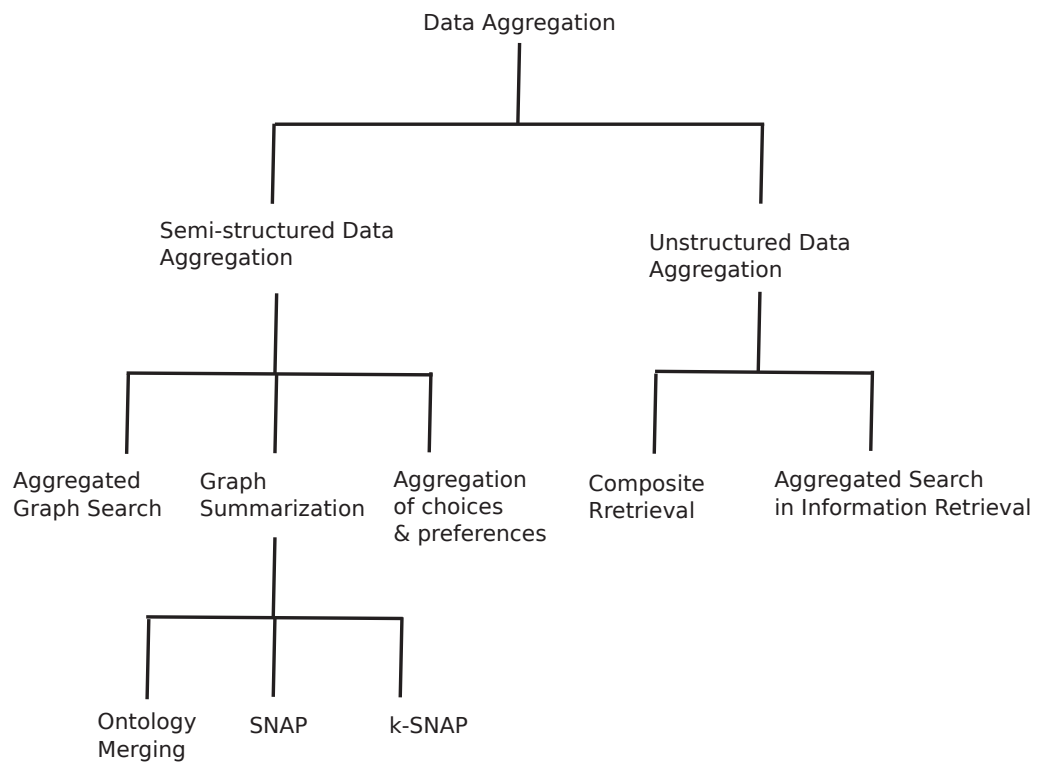 Data Aggregation
Semi-structured Data
Aggregation
Unstructured Data
Aggregation
Aggregated
Graph Search
Graph
Summarization
Aggregation
of choices
& preferences
Composite
Rretrieval
Aggregated Search
in Information Retrieval
Ontology
Merging
SNAP
k-SNAP